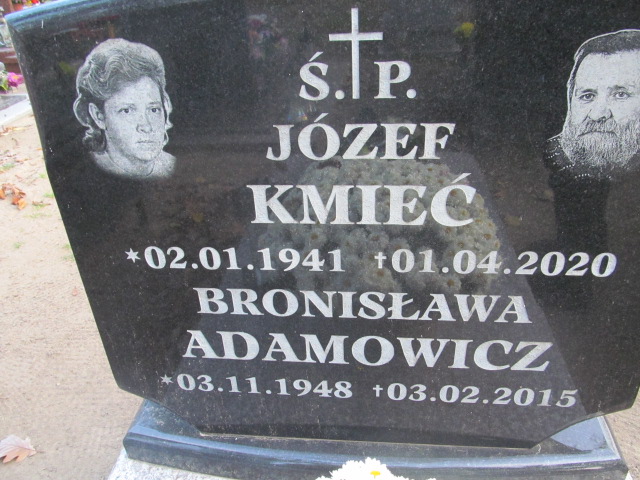 Ś. P.
JÓZEF
KMIEĆ
*02.01.1941 †01.04.2020
BRONISŁAWA
ADAMOWICZ
*03.11.1948 †03.02.2015